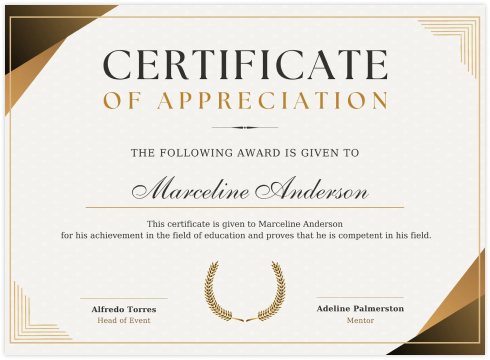 CERTIFICATE
OF APPRECIATION
THE FOLLOWING AWARD IS GIVEN TO
Marceline Anderson
This certificate is given to Marceline Anderson
for his achievement in the field of education and proves that he is competent in his field.
Alfredo Torres
Head of Event
Adeline Palmerston
Mentor